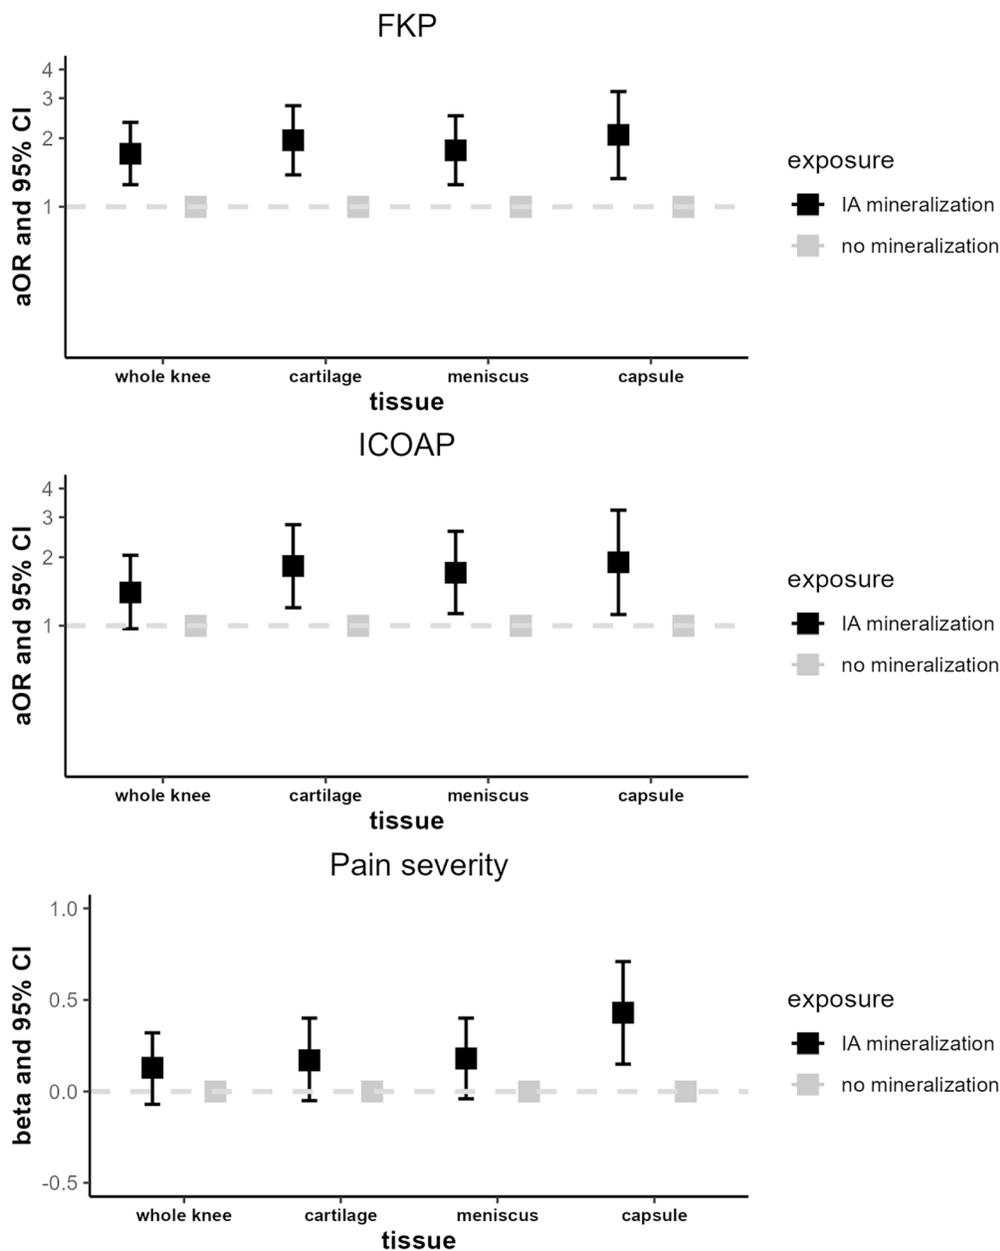 FKP
aOR and 95% CI
4
3
2
1
whole knee cartilage meniscus capsule
tissue
exposure
IA mineralization
no mineralization
ICOAP
aOR and 95% CI
4
3
2
1
whole knee cartilage meniscus capsule
tissue
exposure
IA mineralization
no mineralization
Pain severity
beta and 95% CI
1.0
0.5
0.0
-0.5
whole knee cartilage meniscus capsule
tissue
exposure
IA mineralization
no mineralization